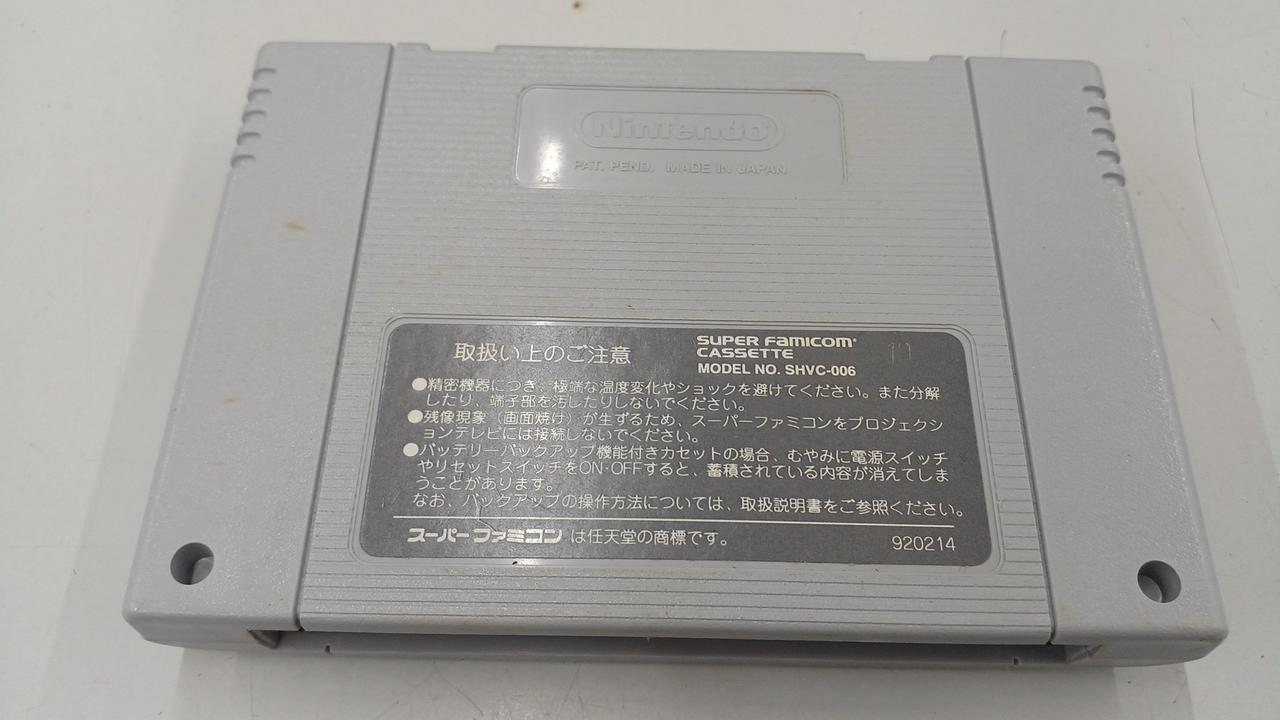 Nintendo
PAT. PEND. MADE IN JAPAN
取扱い上のご注意
SUPER FAMICOM®
CASSETTE
MODEL NO. SHVC-006
●精密機器につき、極端な温度変化やショックを避けてください。また分解
したり、端子部を汚したりしないでください。
●残像現象（画面焼け）が生ずるため、スーパーファミコンをプロジェクシ
ョンテレビには接続しないでください。
●バッテリーバックアップ機能付きカセットの場合、むやみに電源スイッチ
やリセットスイッチをON・OFFすると、蓄積されている内容が消えてしま
うことがあります。
なお、バックアップの操作方法については、取扱説明書をご参照ください。
スーパーファミコン は任天堂の商標です。
920214